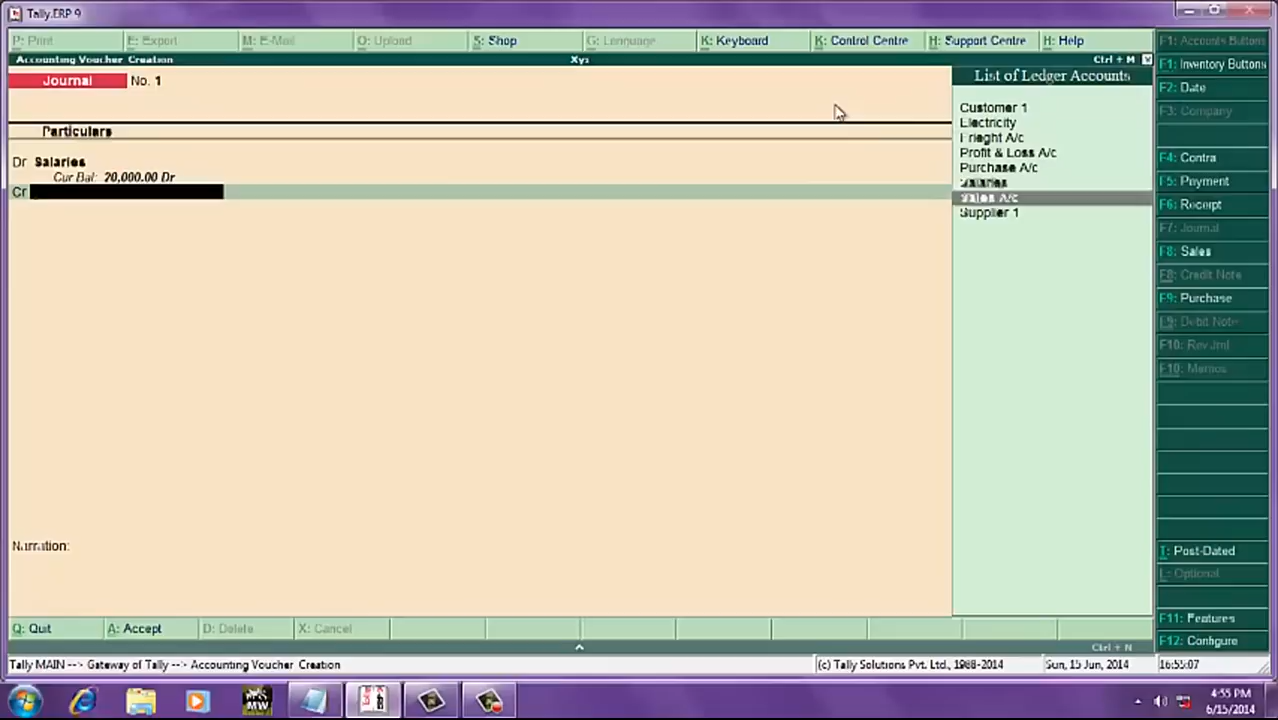 Tally.ERP 9
P: Print E: Export M: E-Mail O: Upload S: Shop G: Language K: Keyboard K: Control Centre H: Support Centre H: Help
Accounting Voucher Creation Xyz Ctrl + M
Journal No. 1
Particulars
Dr Salaries
Cur Bal: 20,000.00 Dr
Cr
Narration:
List of Ledger Accounts
Customer 1
Electricity
Frieght A/c
Profit & Loss A/c
Purchase A/c
Salaries
Sales A/c
Supplier 1
F1: Accounts Buttons
F1: Inventory Buttons
F2: Date
F3: Company
F4: Contra
F5: Payment
F6: Receipt
F7: Journal
F8: Sales
F8: Credit Note
F9: Purchase
F9: Debit Note
F10: Rev Jrnl
F10: Memos
T: Post-Dated
L: Optional
F11: Features
F12: Configure
Q: Quit A: Accept D: Delete X: Cancel
Ctrl + N
Tally MAIN --> Gateway of Tally --> Accounting Voucher Creation (c) Tally Solutions Pvt. Ltd., 1988-2014 Sun, 15 Jun, 2014 16:55:07
MW
4:55 PM
6/15/2014